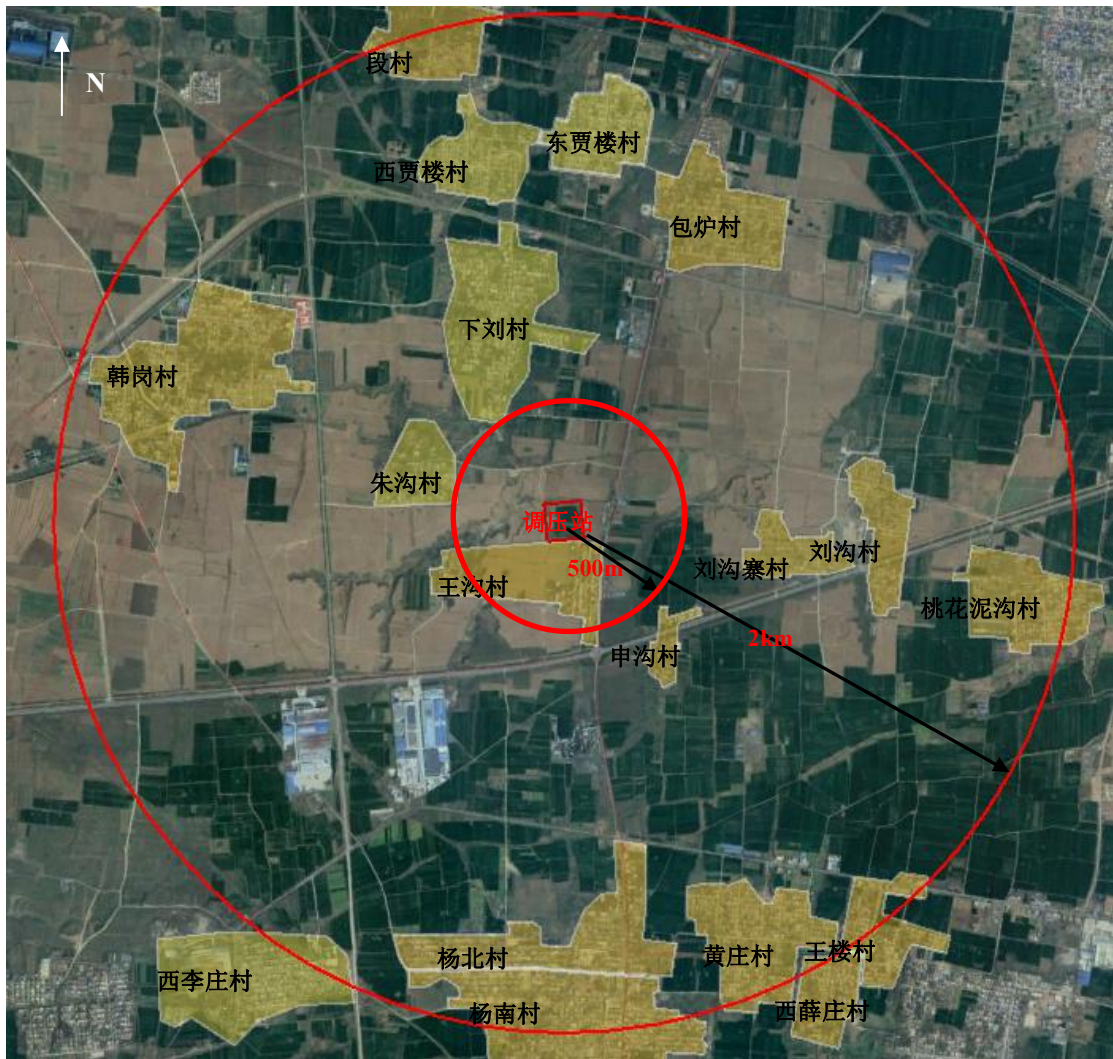 段村
N
东贾楼村
西贾楼村
包炉村
下刘村
韩岗村
朱沟村
调压站
刘沟村
500m
刘沟寨村
王沟村
桃花泥沟村
2km
申沟村
杨北村
黄庄村
王楼村
西李庄村
杨南村
西薛庄村